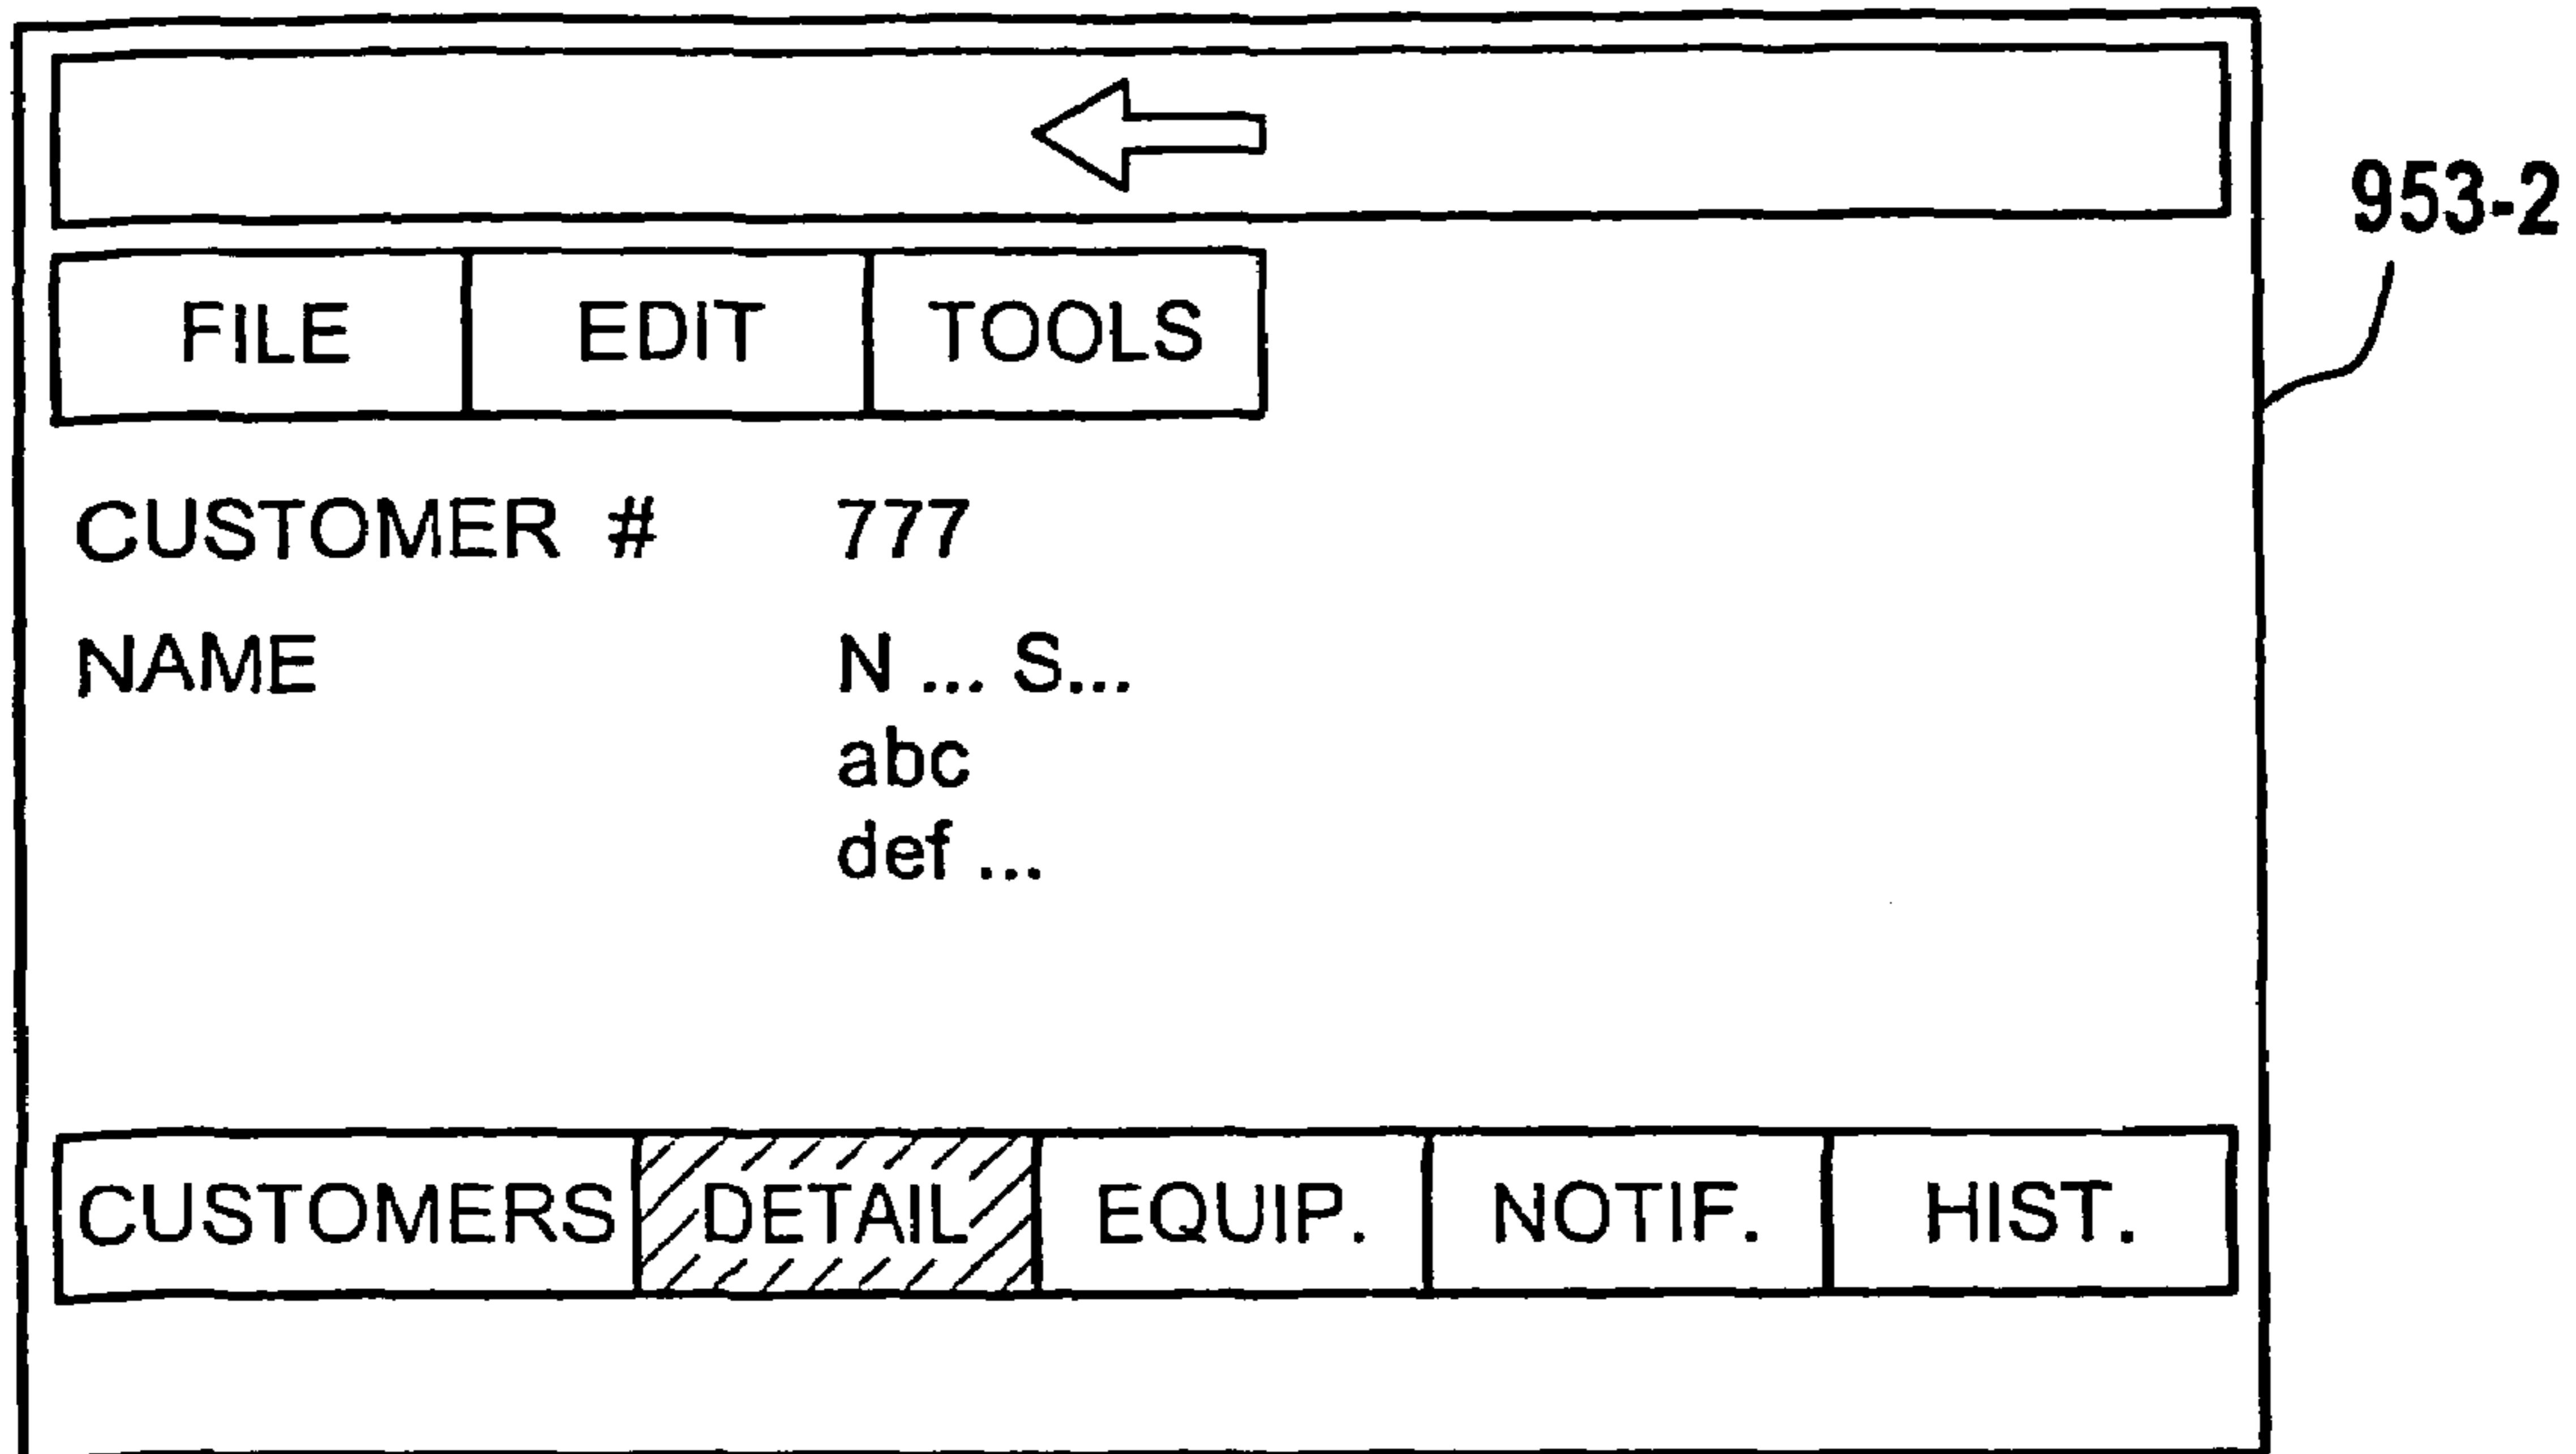 953-2
FILE EDIT TOOLS
CUSTOMER # 777
NAME N ... S...
abc
def ...
CUSTOMERS DETAIL EQUIP. NOTIF. HIST.